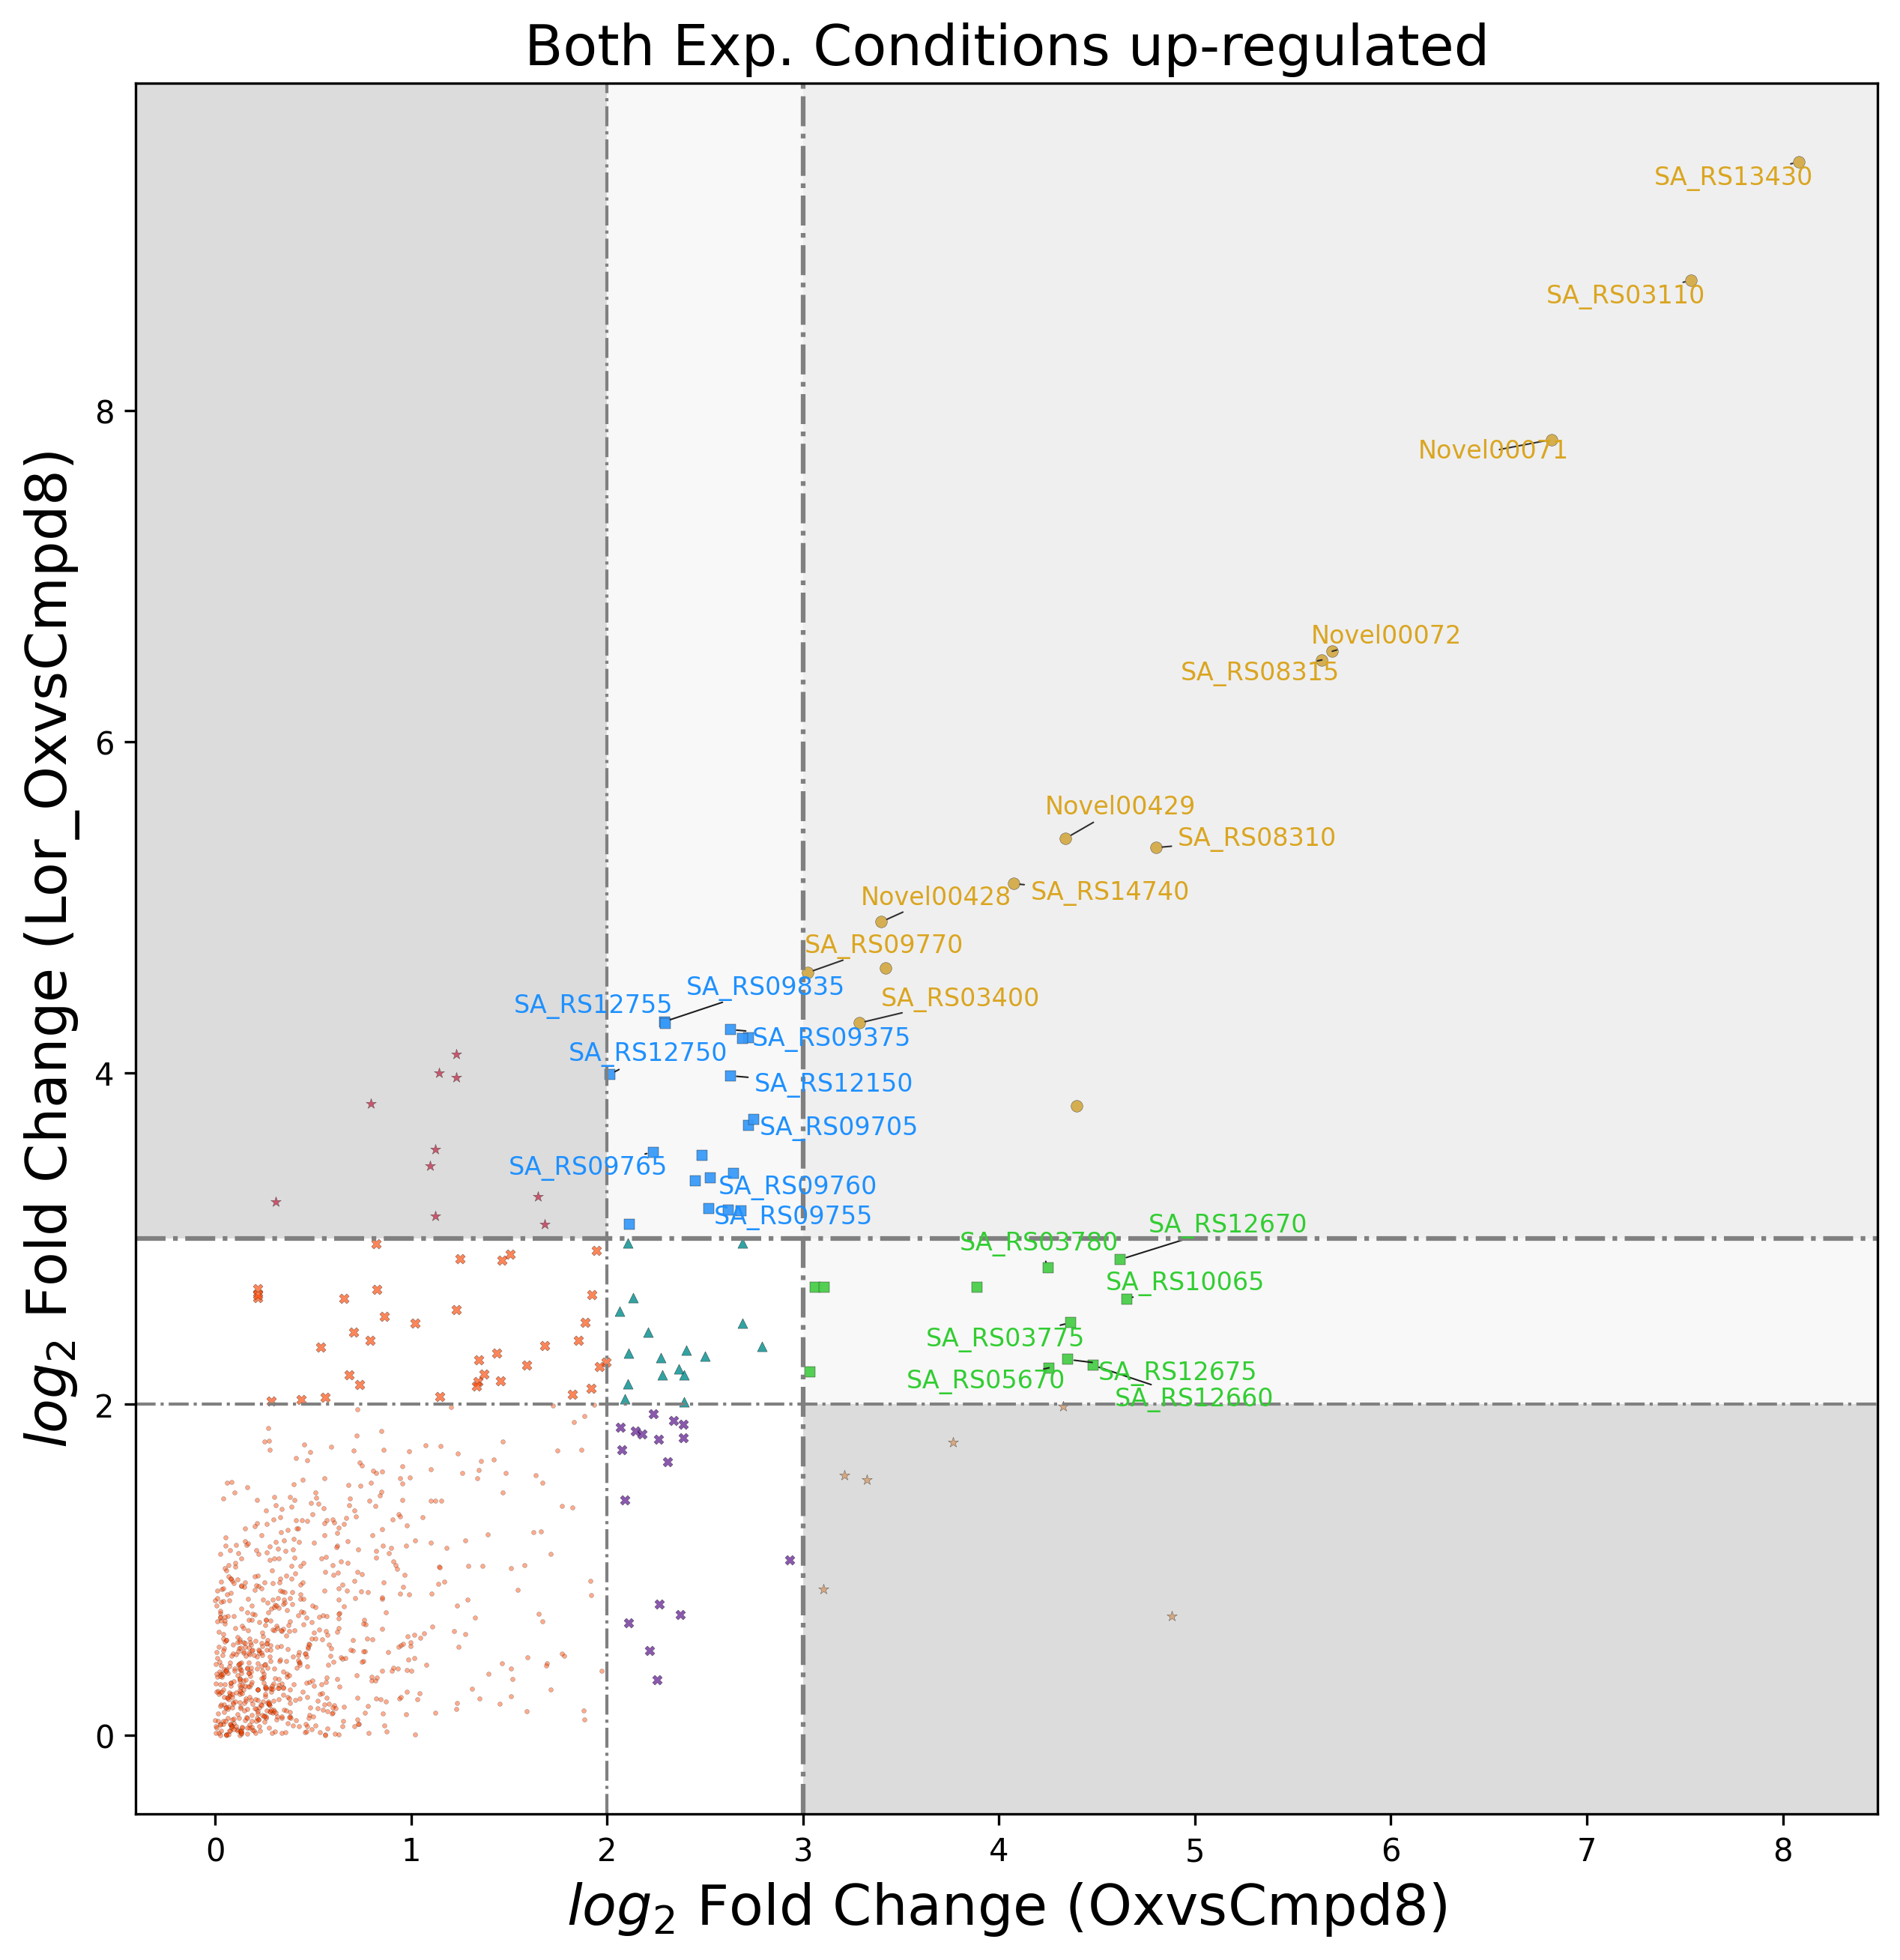 Both Exp. Conditions up-regulated
log2 Fold Change (Lor_OxvsCmpd8)
8
6
4
2
0
SA_RS13430
SA_RS03110
Novel00071
Novel00072
SA_RS08315
Novel00429
SA_RS08310
SA_RS14740
Novel00428
SA_RS09770
SA_RS09835
SA_RS12755
SA_RS03400
SA_RS09375
SA_RS12750
SA_RS12150
SA_RS09705
SA_RS09765
SA_RS09760
SA_RS09755
SA_RS12670
SA_RS03780
SA_RS10065
SA_RS03775
SA_RS12675
SA_RS05670
SA_RS12660
0 1 2 3 4 5 6 7 8
log2 Fold Change (OxvsCmpd8)